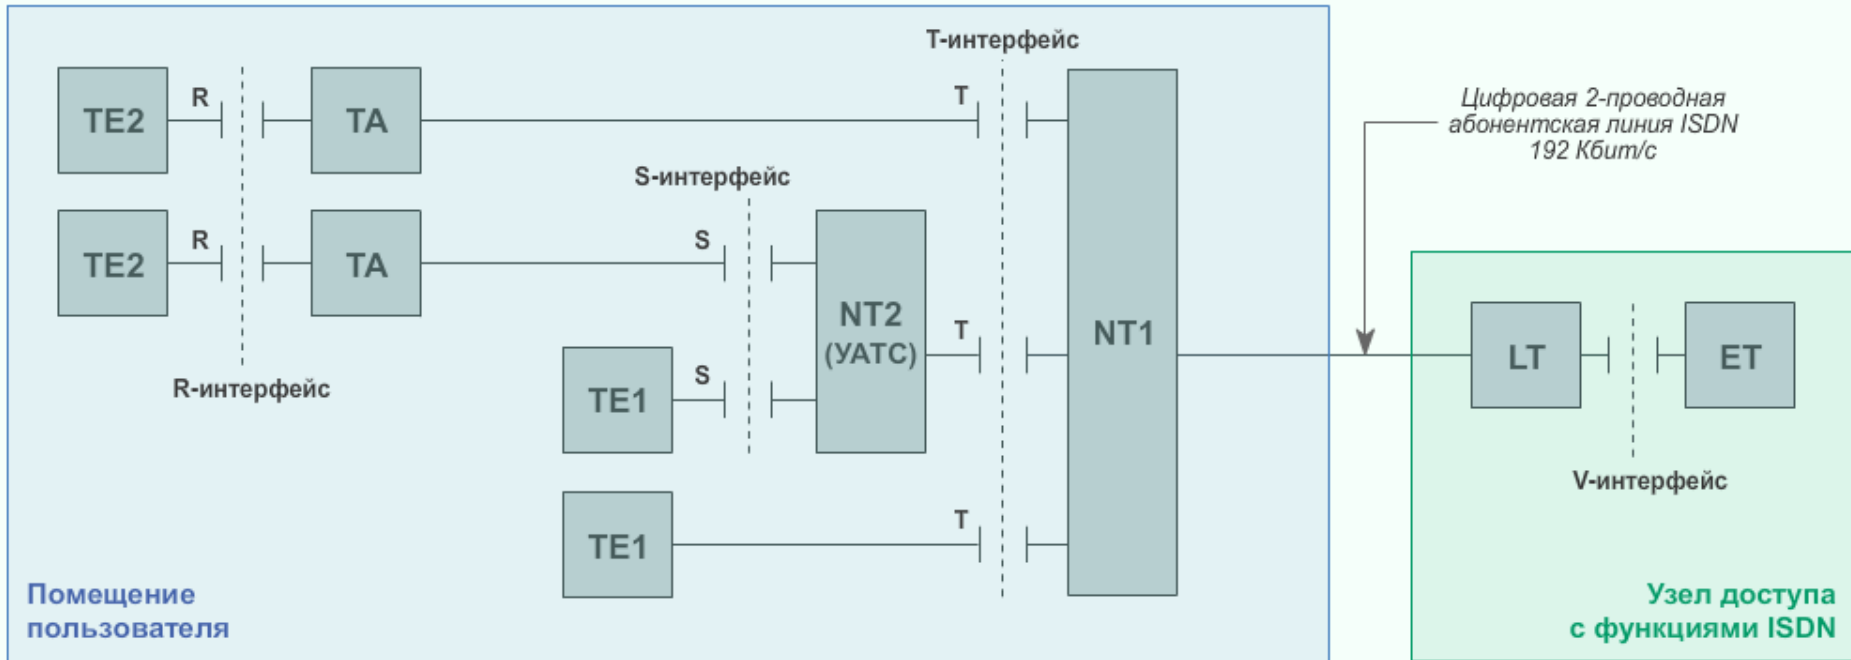 T-интерфейс
R
T
TE2
TA
Цифровая 2-проводная
абонентская линия ISDN
192 Кбит/с
S-интерфейс
R
S
TE2
TA
NT2
(УАТС)
T
NT1
LT
ET
R-интерфейс
S
TE1
V-интерфейс
T
TE1
Помещение
пользователя
Узел доступа
с функциями ISDN